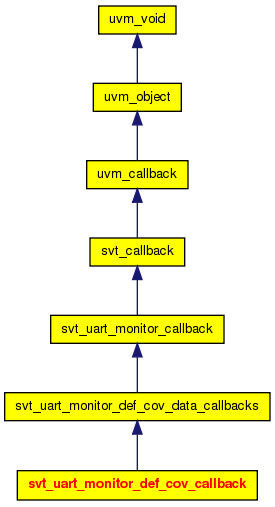 uvm_void
uvm_object
uvm_callback
svt_callback
svt_uart_monitor_callback
svt_uart_monitor_def_cov_data_callbacks
svt_uart_monitor_def_cov_callback